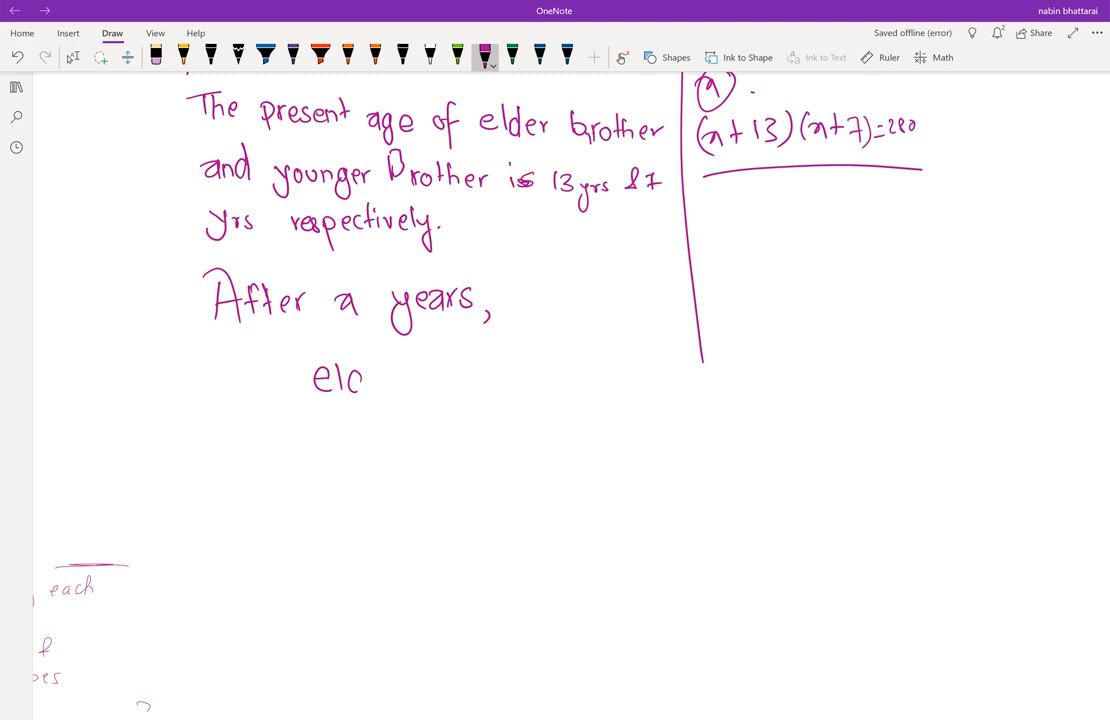 OneNote
nabin bhattarai
Home Insert Draw View Help
Saved offline (error)
Share
Shapes
Ink to Shape
Ink to Text
Ruler
Math
The present age of elder brother
and younger Brother is 13 yrs & 7
yrs respectively.
After a years,
eld
(x+13)(x+7)=280
each
of